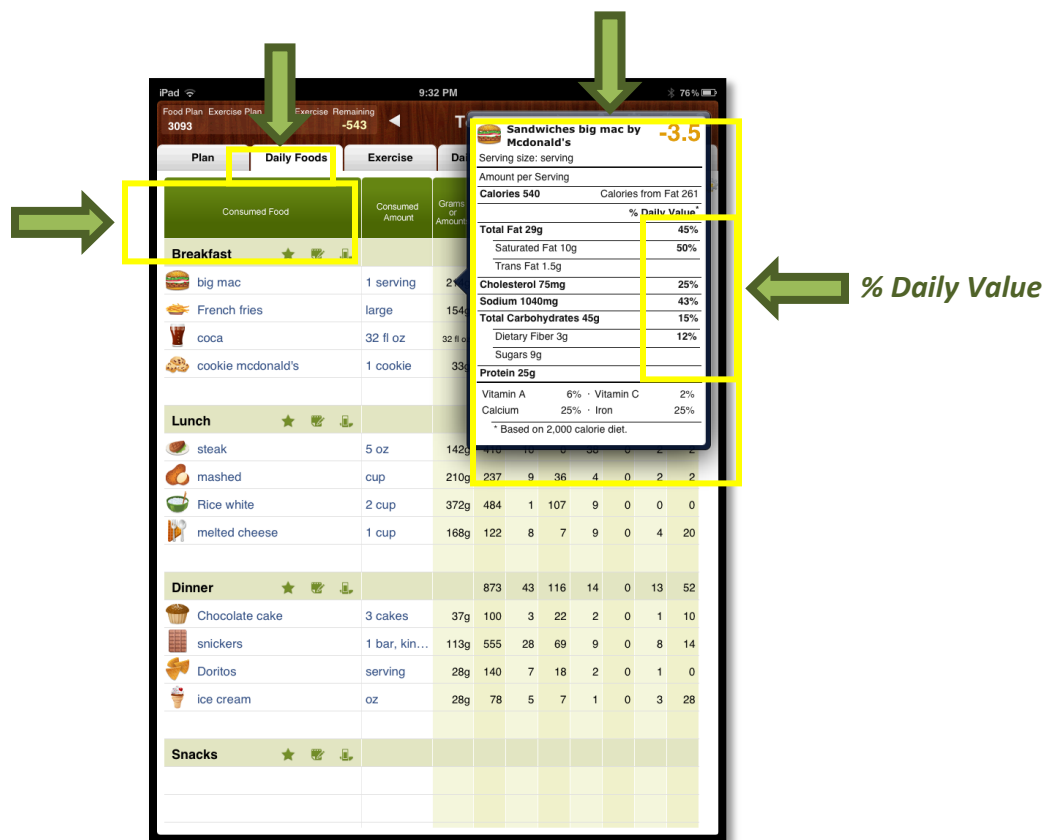 iPad 9:32 PM 76%
Food Plan Exercise Plan Exercise Remaining
3093 -543
Plan Daily Foods Exercise
Consumed Food Consumed Amount Grams or Amount
Sandwiches big mac by -3.5
Mcdonald's
Serving size: serving
Amount per Serving
Calories 540 Calories from Fat 261
% Daily Value*
Total Fat 29g 45%
Saturated Fat 10g 50%
Trans Fat 1.5g
Cholesterol 75mg 25%
Sodium 1040mg 43%
Total Carbohydrates 45g 15%
Dietary Fiber 3g 12%
Sugars 9g
Protein 25g
Vitamin A 6% · Vitamin C 2%
Calcium 25% · Iron 25%
* Based on 2,000 calorie diet.
% Daily Value
Breakfast
big mac 1 serving
French fries large 154g
coca 32 fl oz 32 fl oz
cookie mcdonald's 1 cookie 33g
Lunch
steak 5 oz 142g
mashed cup 210g 237 9 36 4 0 2 2
Rice white 2 cup 372g 484 1 107 9 0 0 0
melted cheese 1 cup 168g 122 8 7 9 0 4 20
Dinner 873 43 116 14 0 13 52
Chocolate cake 3 cakes 37g 100 3 22 2 0 1 10
snickers 1 bar, kin... 113g 555 28 69 9 0 8 14
Doritos serving 28g 140 7 18 2 0 1 0
ice cream oz 28g 78 5 7 1 0 3 28
Snacks